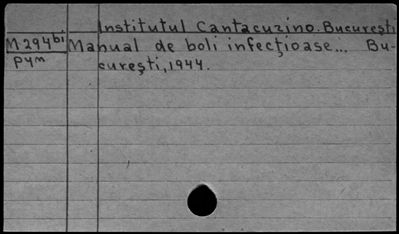 Institutul Cantacuzino. Bucureşti
M294bi Manual de boli infecţioase... Bu-
P4m cureşti, 1944.